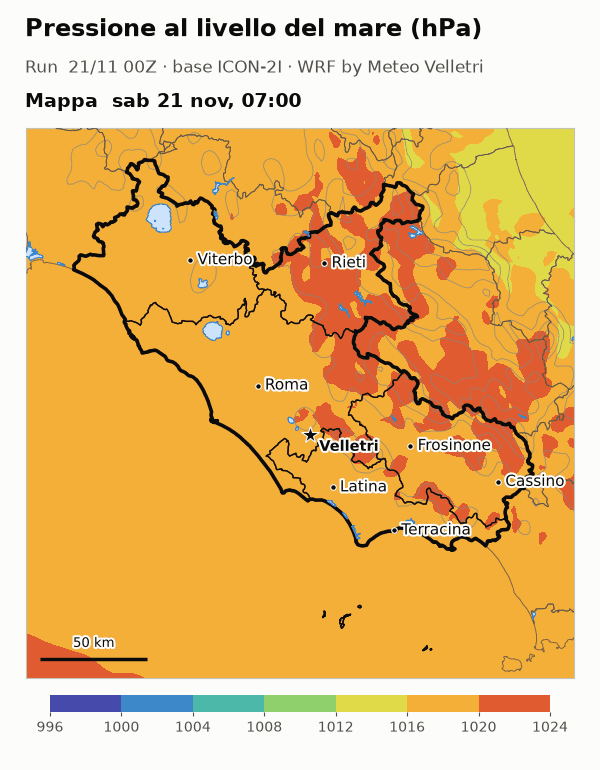 Pressione al livello del mare (hPa)
Run  21/11 00Z · base ICON-2I · WRF by Meteo Velletri
Mappa  sab 21 nov, 07:00
Viterbo
Rieti
Roma
Velletri
Frosinone
Cassino
Latina
Terracina
50 km
996 1000 1004 1008 1012 1016 1020 1024